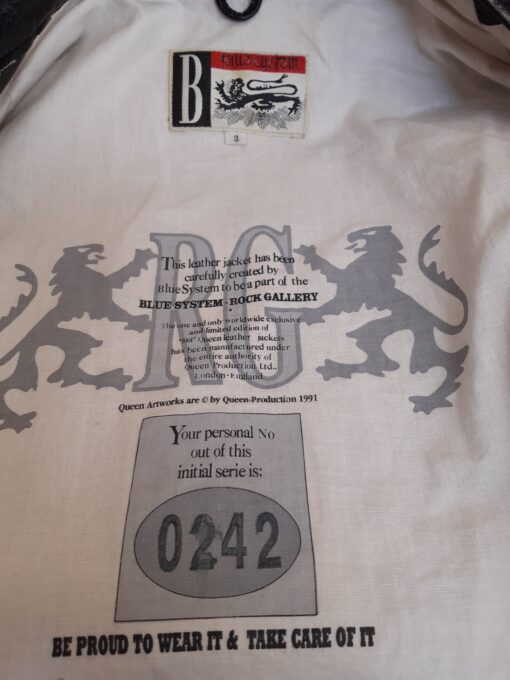 B
Blue System
3
RG
This leather jacket has been
carefully created by
BlueSystem to be a part of the
BLUE SYSTEM - ROCK GALLERY
The one and only worldwide exclusive
and limited edition of
Queen leather jackets
has been manufactured under
the entire authority of
Queen Production Ltd.,
London - England
Queen Artworks are © by Queen-Production 1991
Your personal No
out of this
initial serie is:
0242
BE PROUD TO WEAR IT & TAKE CARE OF IT